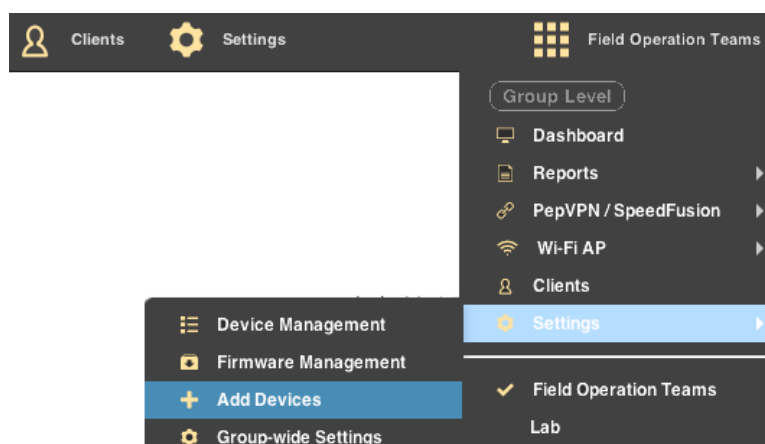 Clients
Settings
Field Operation Teams
Group Level
Dashboard
Reports
PepVPN / SpeedFusion
Wi-Fi AP
Clients
Settings
Device Management
Firmware Management
Add Devices
Group-wide Settings
Field Operation Teams
Lab